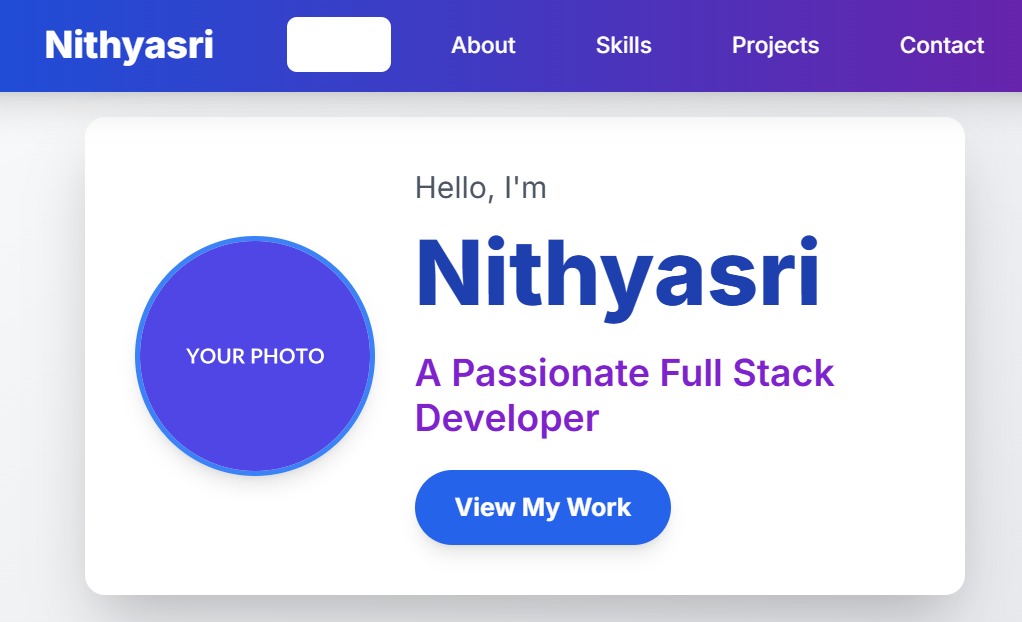 Nithyasri
About
Skills
Projects
Contact
Hello, I'm
Nithyasri
YOUR PHOTO
A Passionate Full Stack
Developer
View My Work